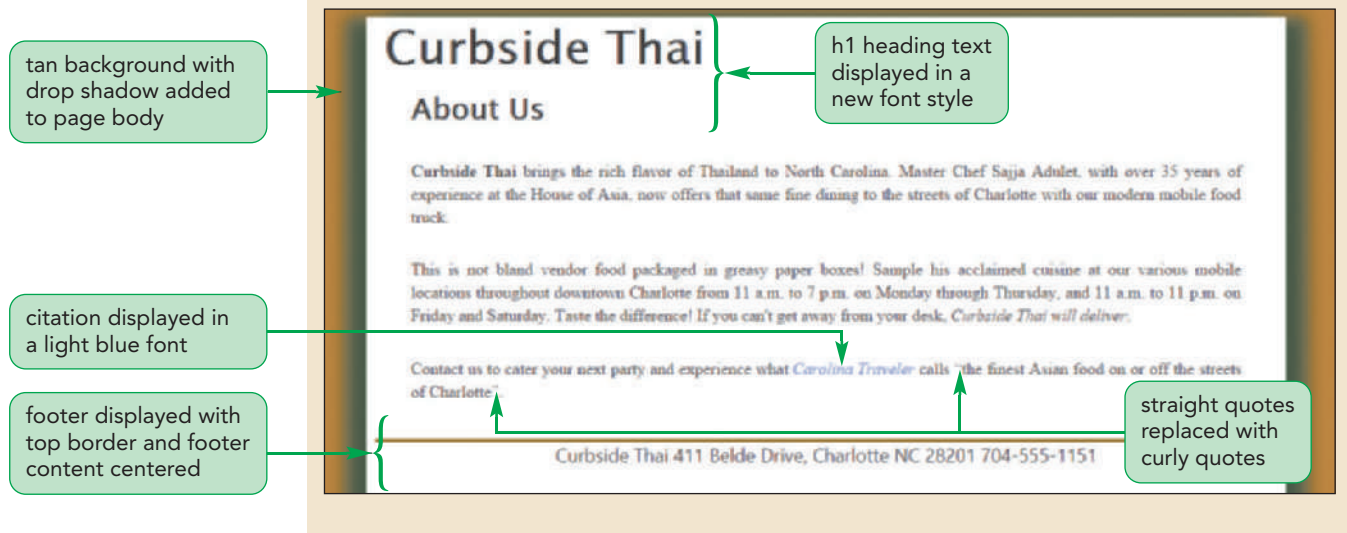 Curbside Thai
About Us
Curbside Thai brings the rich flavor of Thailand to North Carolina. Master Chef Sajja Adulet, with over 35 years of
experience at the House of Asia, now offers that same fine dining to the streets of Charlotte with our modern mobile food
truck.
This is not bland vendor food packaged in greasy paper boxes! Sample his acclaimed cuisine at our various mobile
locations throughout downtown Charlotte from 11 a.m. to 7 p.m. on Monday through Thursday, and 11 a.m. to 11 p.m. on
Friday and Saturday. Taste the difference! If you can't get away from your desk, Curbside Thai will deliver.
Contact us to cater your next party and experience what Carolina Traveler calls “the finest Asian food on or off the streets
of Charlotte”.
Curbside Thai 411 Belde Drive, Charlotte NC 28201 704-555-1151
tan background with
drop shadow added
to page body
h1 heading text
displayed in a
new font style
citation displayed in
a light blue font
footer displayed with
top border and footer
content centered
straight quotes
replaced with
curly quotes